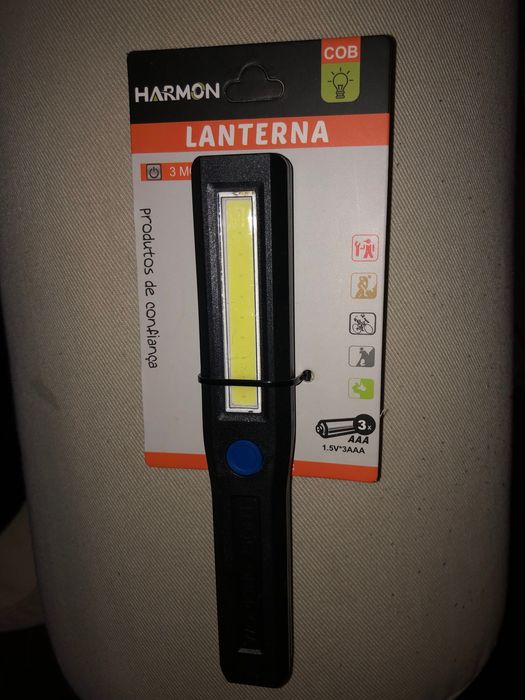 COB
HARMON
LANTERNA
3
produtos de confiança
3x
AAA
1.5V*3AAA